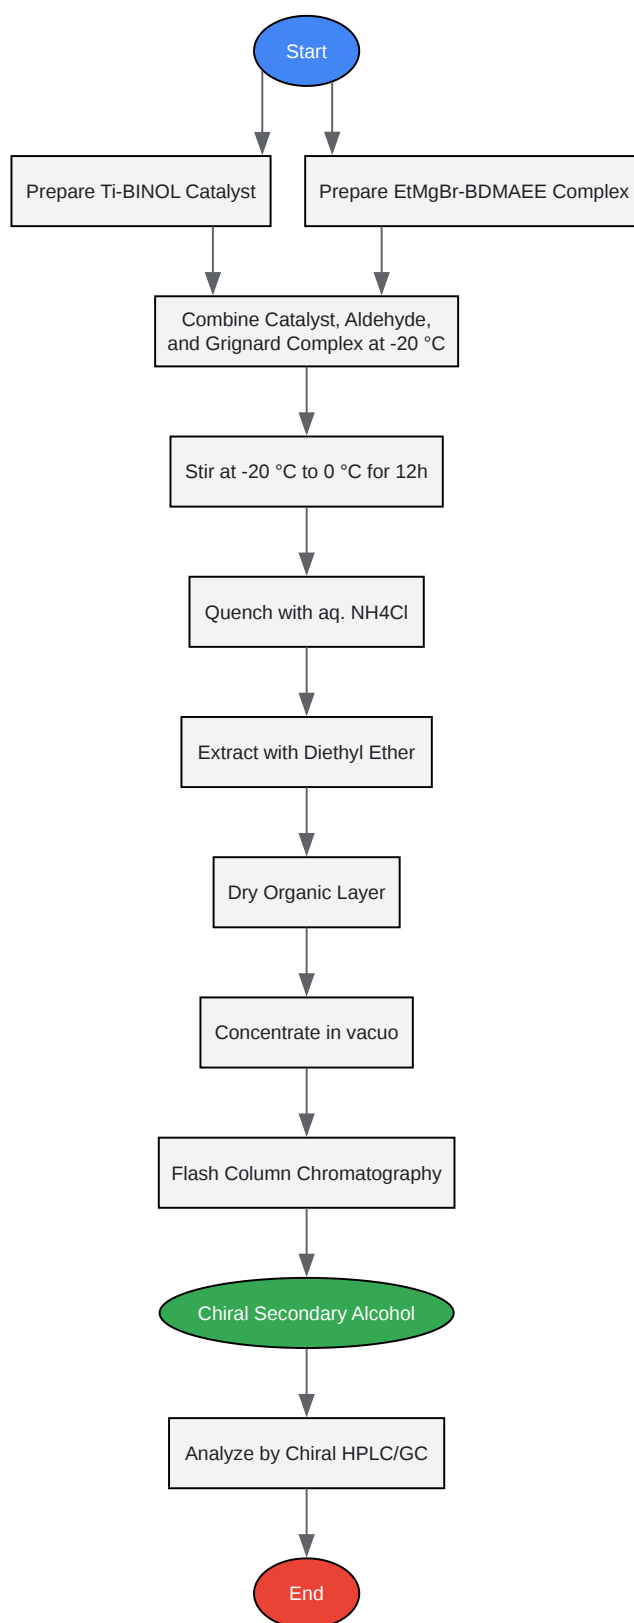 Start
Prepare Ti-BINOL Catalyst
Prepare EtMgBr-BDMAEE Complex
Combine Catalyst, Aldehyde,
and Grignard Complex at -20 °C
Stir at -20 °C to 0 °C for 12h
Quench with aq. NH4Cl
Extract with Diethyl Ether
Dry Organic Layer
Concentrate in vacuo
Flash Column Chromatography
Chiral Secondary Alcohol
Analyze by Chiral HPLC/GC
End